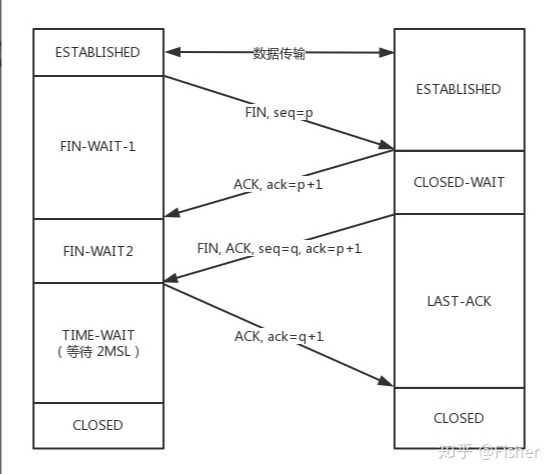 ESTABLISHED
数据传输
ESTABLISHED
FIN, seq=p
FIN-WAIT-1
ACK, ack=p+1
CLOSED-WAIT
FIN-WAIT2
FIN, ACK, seq=q, ack=p+1
LAST-ACK
TIME-WAIT
（等待 2MSL）
ACK, ack=q+1
CLOSED
CLOSED
知乎 @Fisher